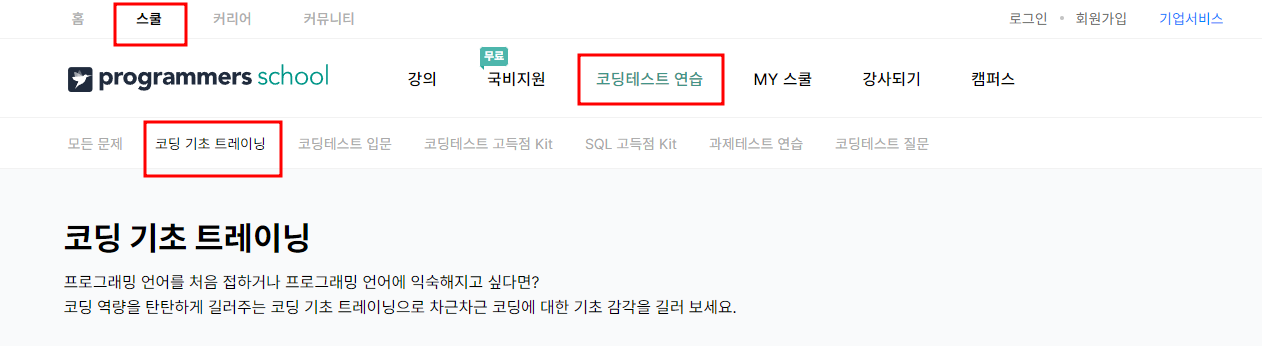 홈 스쿨 커리어 커뮤니티 로그인 • 회원가입 기업서비스
무료
programmers school 강의 국비지원 코딩테스트 연습 MY 스쿨 강사되기 캠퍼스
모든 문제 코딩 기초 트레이닝 코딩테스트 입문 코딩테스트 고득점 Kit SQL 고득점 Kit 과제테스트 연습 코딩테스트 질문
코딩 기초 트레이닝
프로그래밍 언어를 처음 접하거나 프로그래밍 언어에 익숙해지고 싶다면?
코딩 역량을 탄탄하게 길러주는 코딩 기초 트레이닝으로 차근차근 코딩에 대한 기초 감각을 길러 보세요.